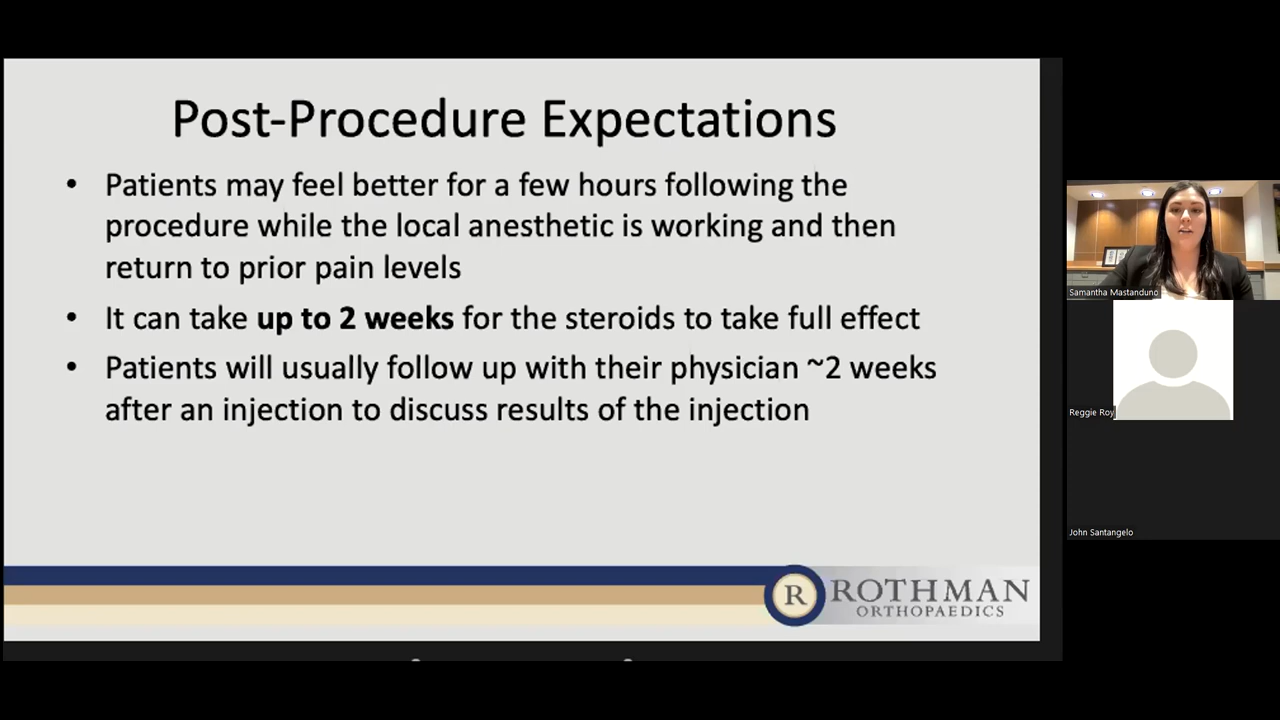 Post-Procedure Expectations
• Patients may feel better for a few hours following the
procedure while the local anesthetic is working and then
return to prior pain levels
• It can take up to 2 weeks for the steroids to take full effect
• Patients will usually follow up with their physician ~2 weeks
after an injection to discuss results of the injection
R ROTHMAN
ORTHOPAEDICS
Samantha Mastanduno
Reggie Roy
John Santangelo